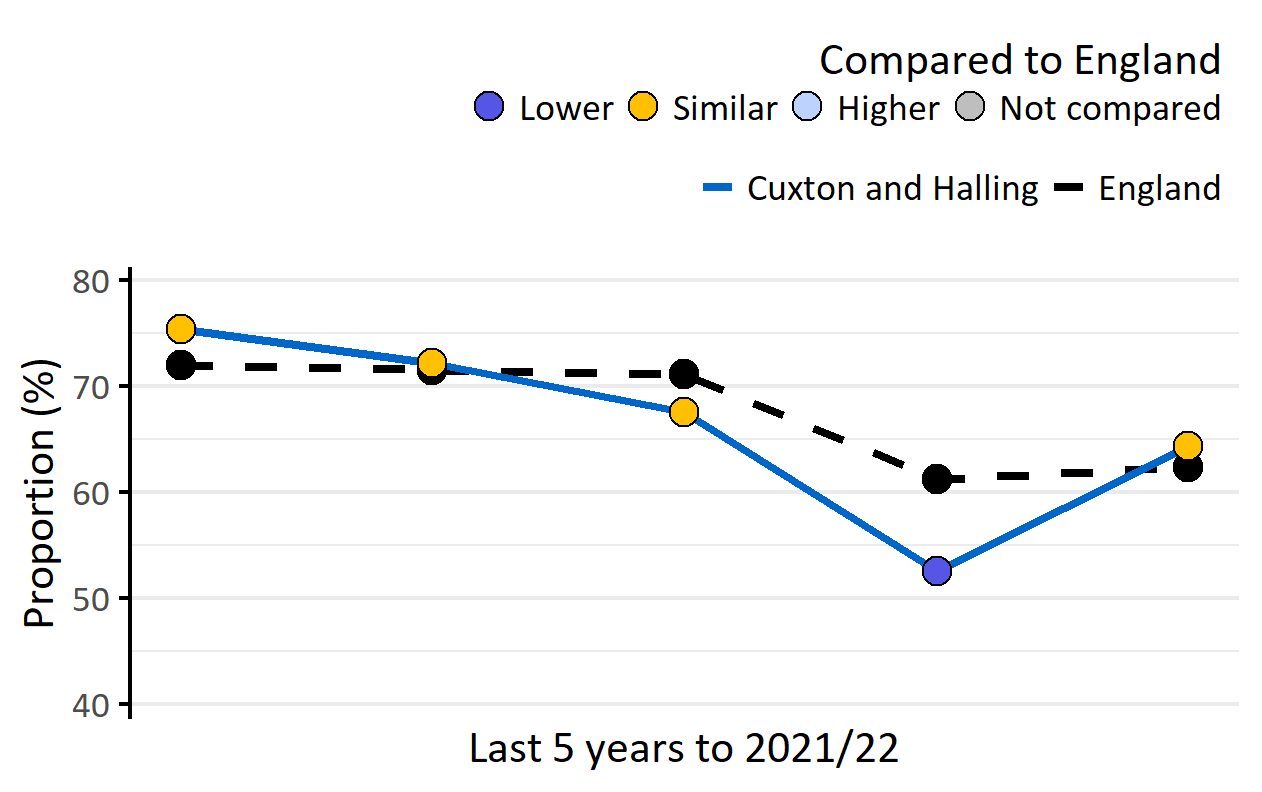 Compared to England
Lower Similar Higher Not compared
Cuxton and Halling England
80
70
60
50
40
Proportion (%)
Last 5 years to 2021/22